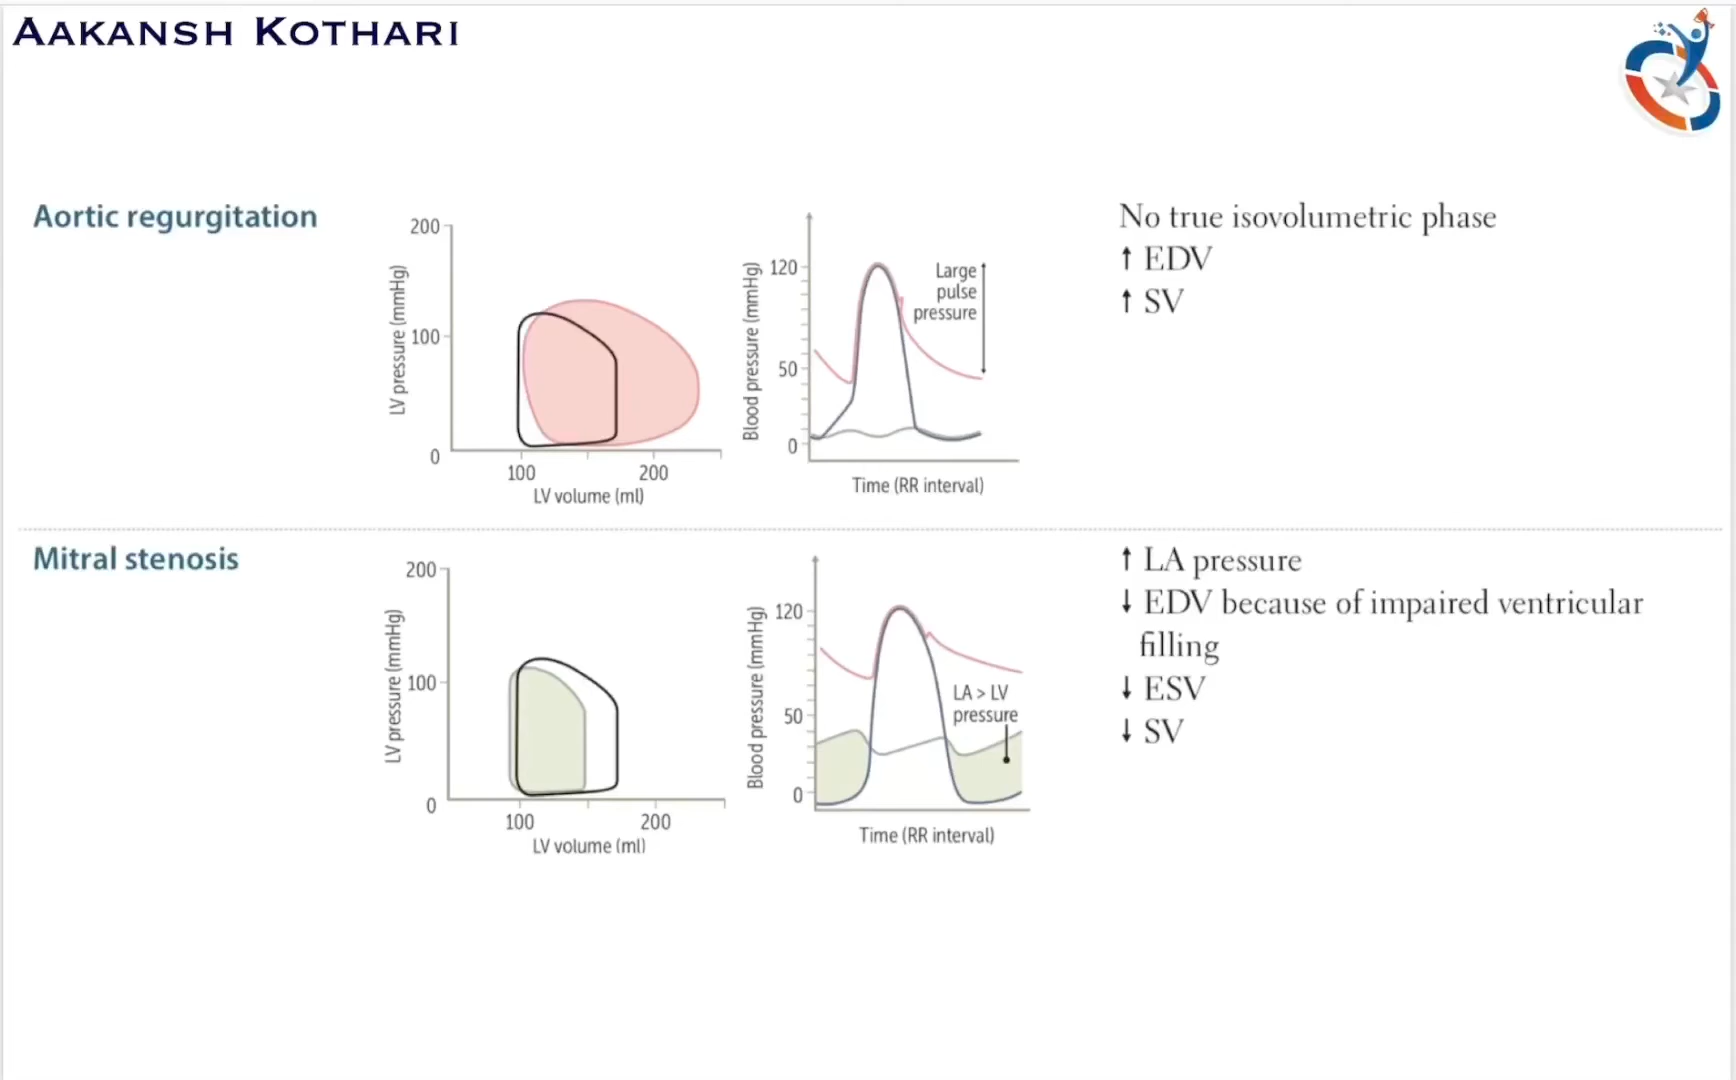 AAKANSH KOTHARI
Aortic regurgitation
200
100
0
LV pressure (mmHg)
100 200
LV volume (ml)
120
50
0
Blood pressure (mmHg)
Large
pulse
pressure
Time (RR interval)
No true isovolumetric phase
↑ EDV
↑ SV
Mitral stenosis
200
100
0
LV pressure (mmHg)
100 200
LV volume (ml)
120
50
0
Blood pressure (mmHg)
LA > LV
pressure
Time (RR interval)
↑ LA pressure
↓ EDV because of impaired ventricular
filling
↓ ESV
↓ SV